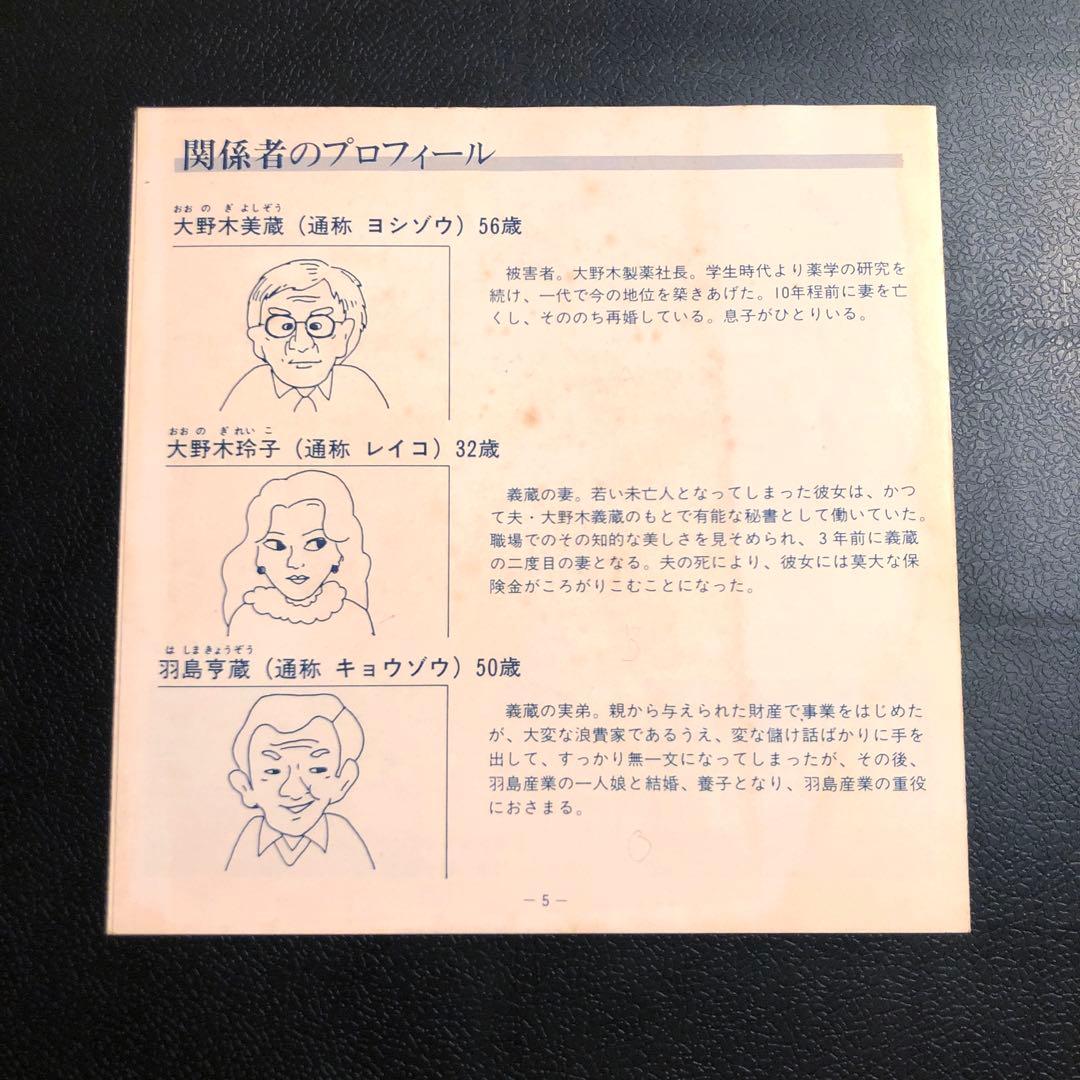 関係者のプロフィール
おおのぎよしぞう
大野木美蔵（通称 ヨシゾウ）56歳
被害者。大野木製薬社長。学生時代より薬学の研究を
続け、一代で今の地位を築きあげた。10年程前に妻を亡
くし、そののち再婚している。息子がひとりいる。
おおのぎれいこ
大野木玲子（通称 レイコ）32歳
義蔵の妻。若い未亡人となってしまった彼女は、かつ
て夫・大野木義蔵のもとで有能な秘書として働いていた。
職場でのその知的な美しさを見そめられ、3年前に義蔵
の二度目の妻となる。夫の死により、彼女には莫大な保
険金がころがりこむことになった。
はしまきょうぞう
羽島亨蔵（通称 キョウゾウ）50歳
義蔵の実弟。親から与えられた財産で事業をはじめた
が、大変な浪費家であるうえ、変な儲け話ばかりに手を
出して、すっかり無一文になってしまったが、その後、
羽島産業の一人娘と結婚、養子となり、羽島産業の重役
におさまる。
― 5 ―